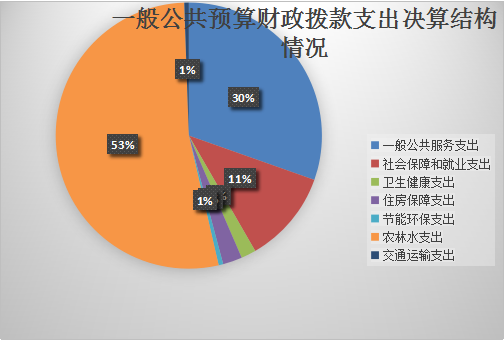 一般公共预算财政拨款支出决算结构
情况
1%
30%
53%
11%
%
1%
一般公共服务支出
社会保障和就业支出
卫生健康支出
住房保障支出
节能环保支出
农林水支出
交通运输支出